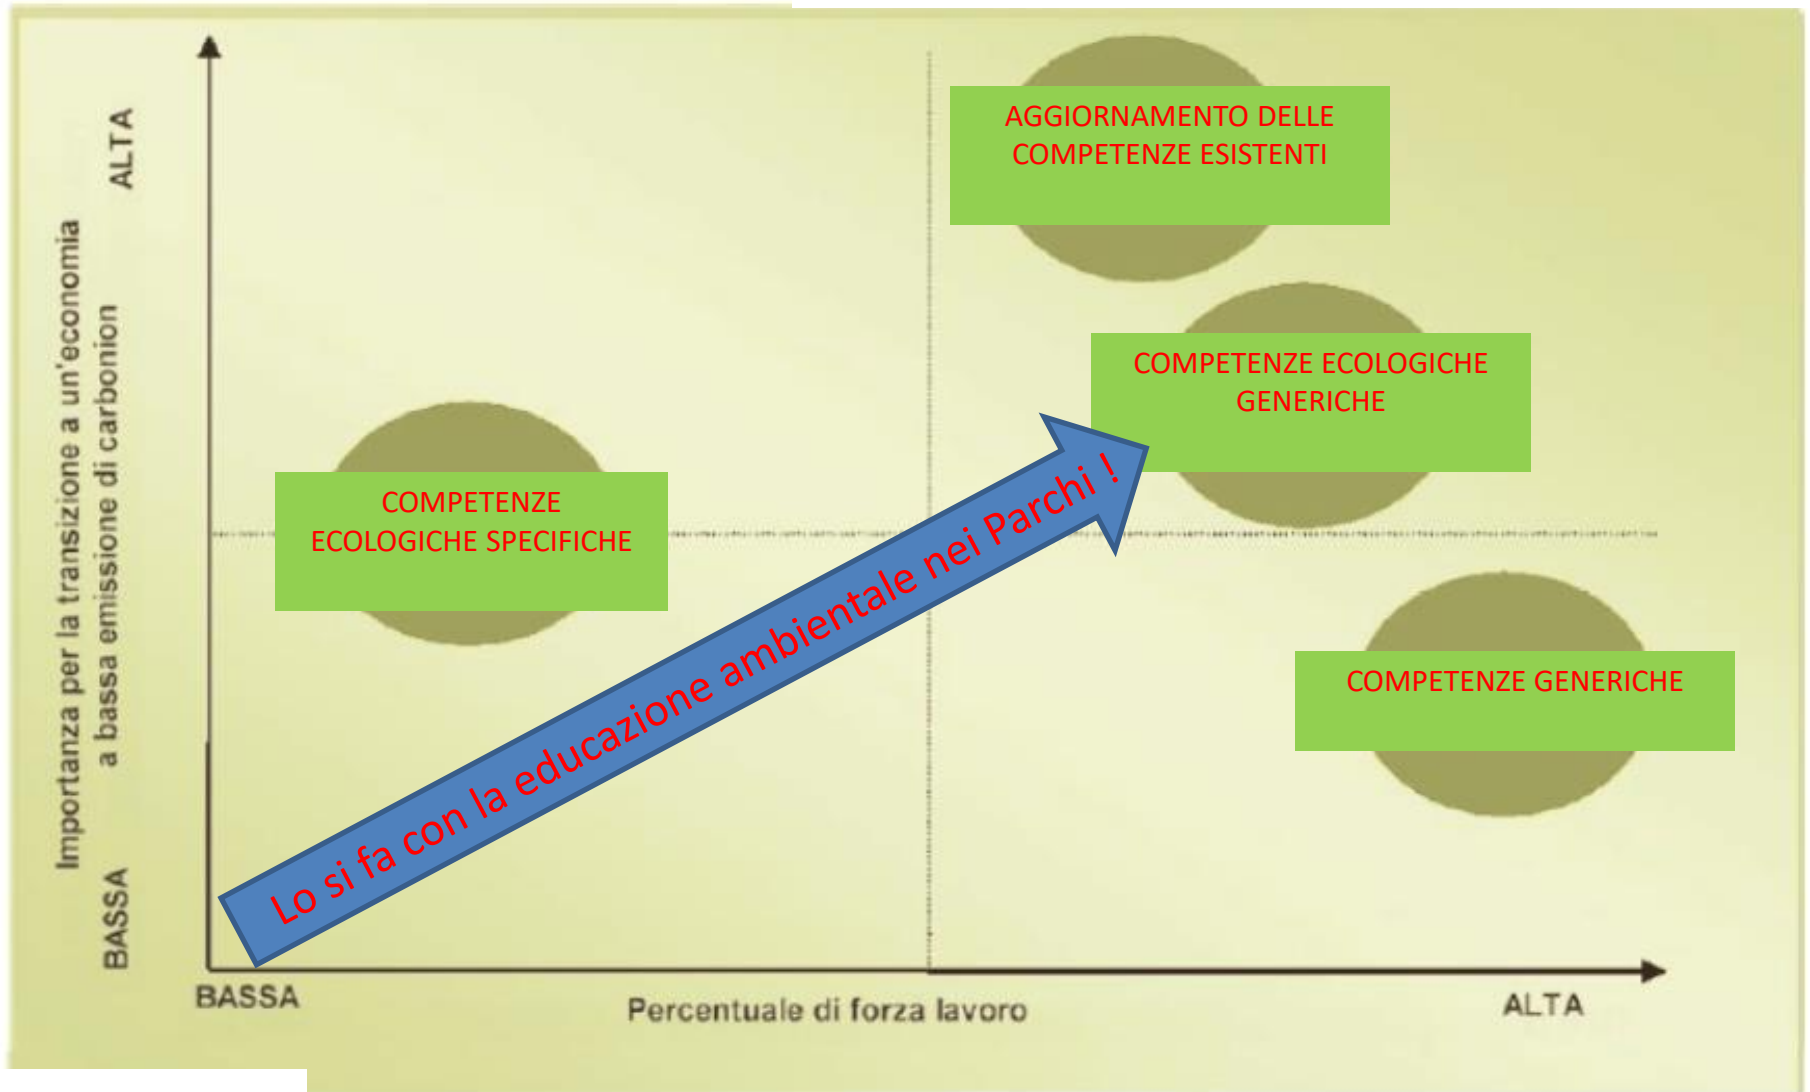 ALTA
Importanza per la transizione a un'economia
a bassa emissione di carbonion
BASSA
AGGIORNAMENTO DELLE
COMPETENZE ESISTENTI
COMPETENZE ECOLOGICHE
GENERICHE
COMPETENZE
ECOLOGICHE SPECIFICHE
Lo si fa con la educazione ambientale nei Parchi !
COMPETENZE GENERICHE
BASSA
Percentuale di forza lavoro
ALTA